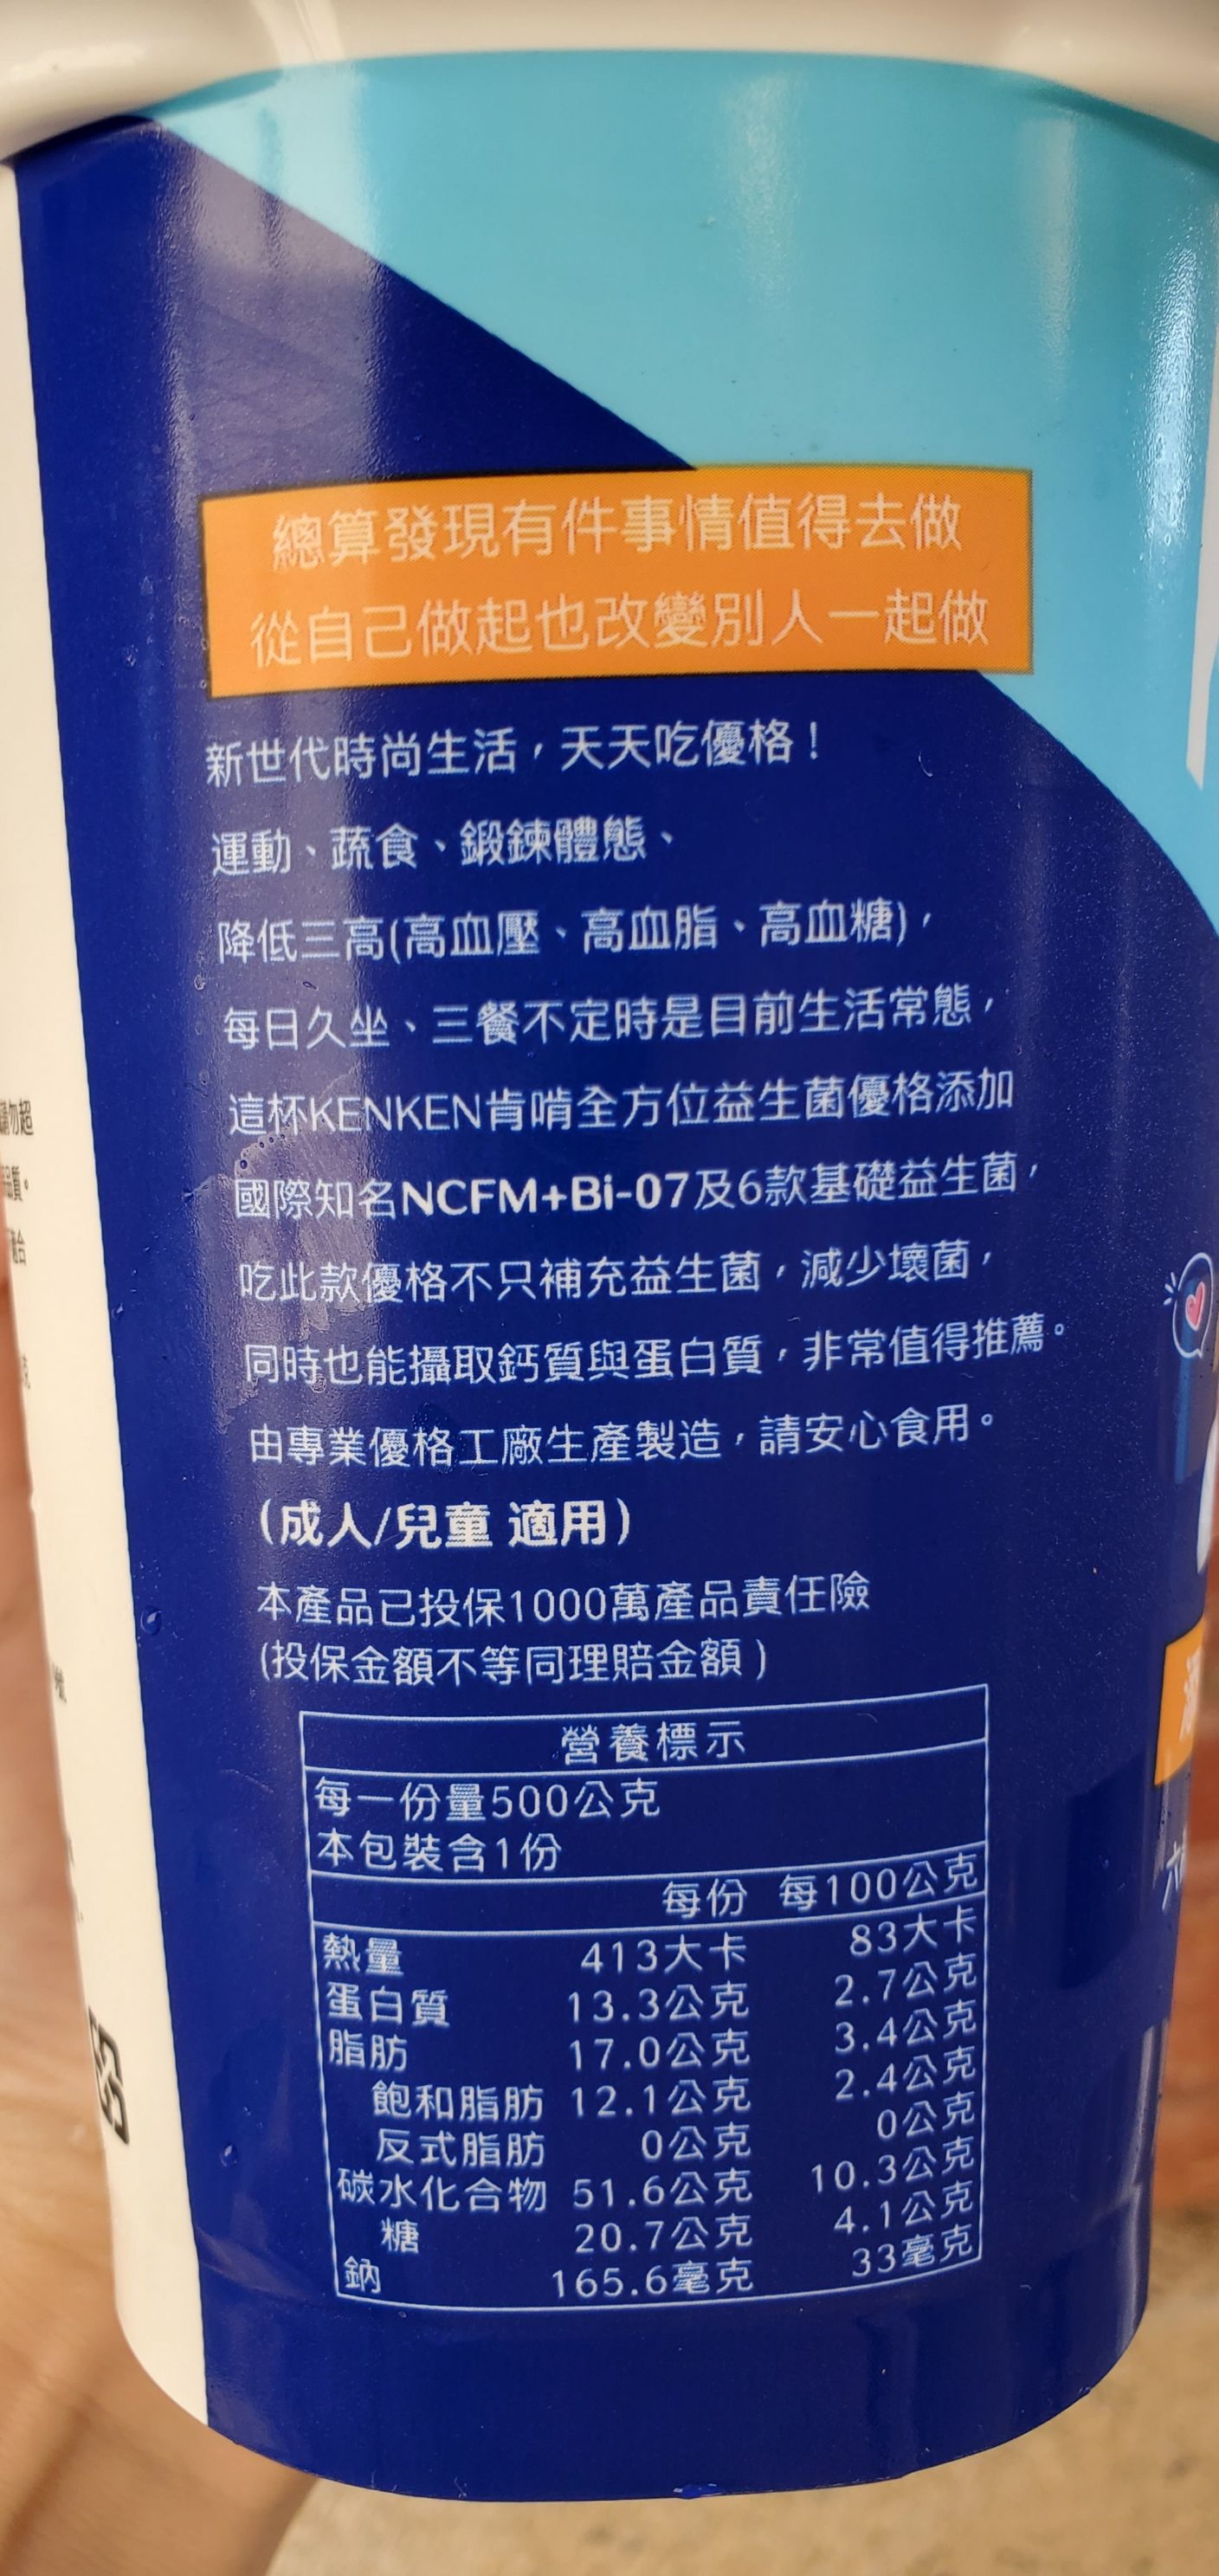 總算發現有件事情值得去做
從自己做起也改變別人一起做
新世代時尚生活，天天吃優格！
運動、蔬食、鍛鍊體態、
降低三高(高血壓、高血脂、高血糖)，
每日久坐、三餐不定時是目前生活常態，
這杯KENKEN肯啃全方位益生菌優格添加
國際知名NCFM+Bi-07及6款基礎益生菌，
吃此款優格不只補充益生菌，減少壞菌，
同時也能攝取鈣質與蛋白質，非常值得推薦。
由專業優格工廠生產製造，請安心食用。
(成人/兒童 適用)
本產品已投保1000萬產品責任險
(投保金額不等同理賠金額)
營養標示
每一份量500公克
本包裝含1份
每份 每100公克
熱量 413大卡 83大卡
蛋白質 13.3公克 2.7公克
脂肪 17.0公克 3.4公克
飽和脂肪 12.1公克 2.4公克
反式脂肪 0公克 0公克
碳水化合物 51.6公克 10.3公克
糖 20.7公克 4.1公克
鈉 165.6毫克 33毫克
勿超
質。